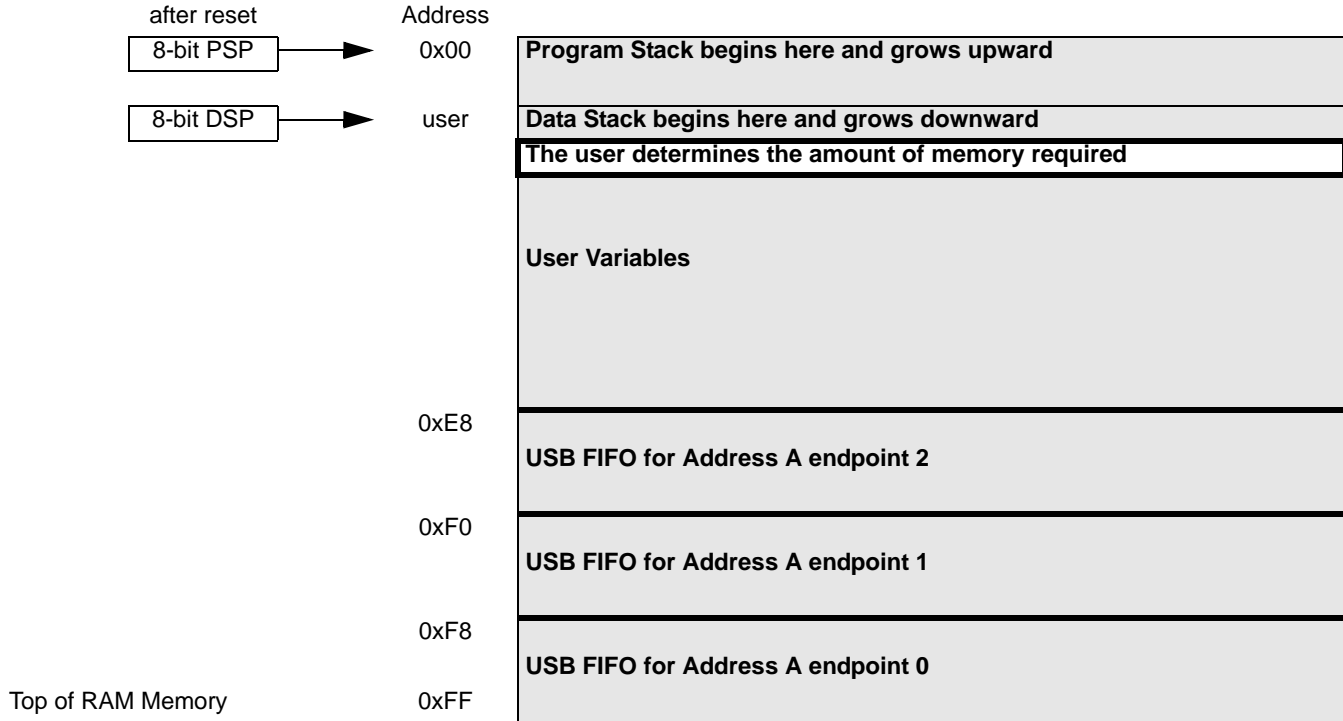 after reset Address
8-bit PSP 0x00 Program Stack begins here and grows upward
8-bit DSP user Data Stack begins here and grows downward
The user determines the amount of memory required
User Variables
0xE8
USB FIFO for Address A endpoint 2
0xF0
USB FIFO for Address A endpoint 1
0xF8
USB FIFO for Address A endpoint 0
Top of RAM Memory 0xFF